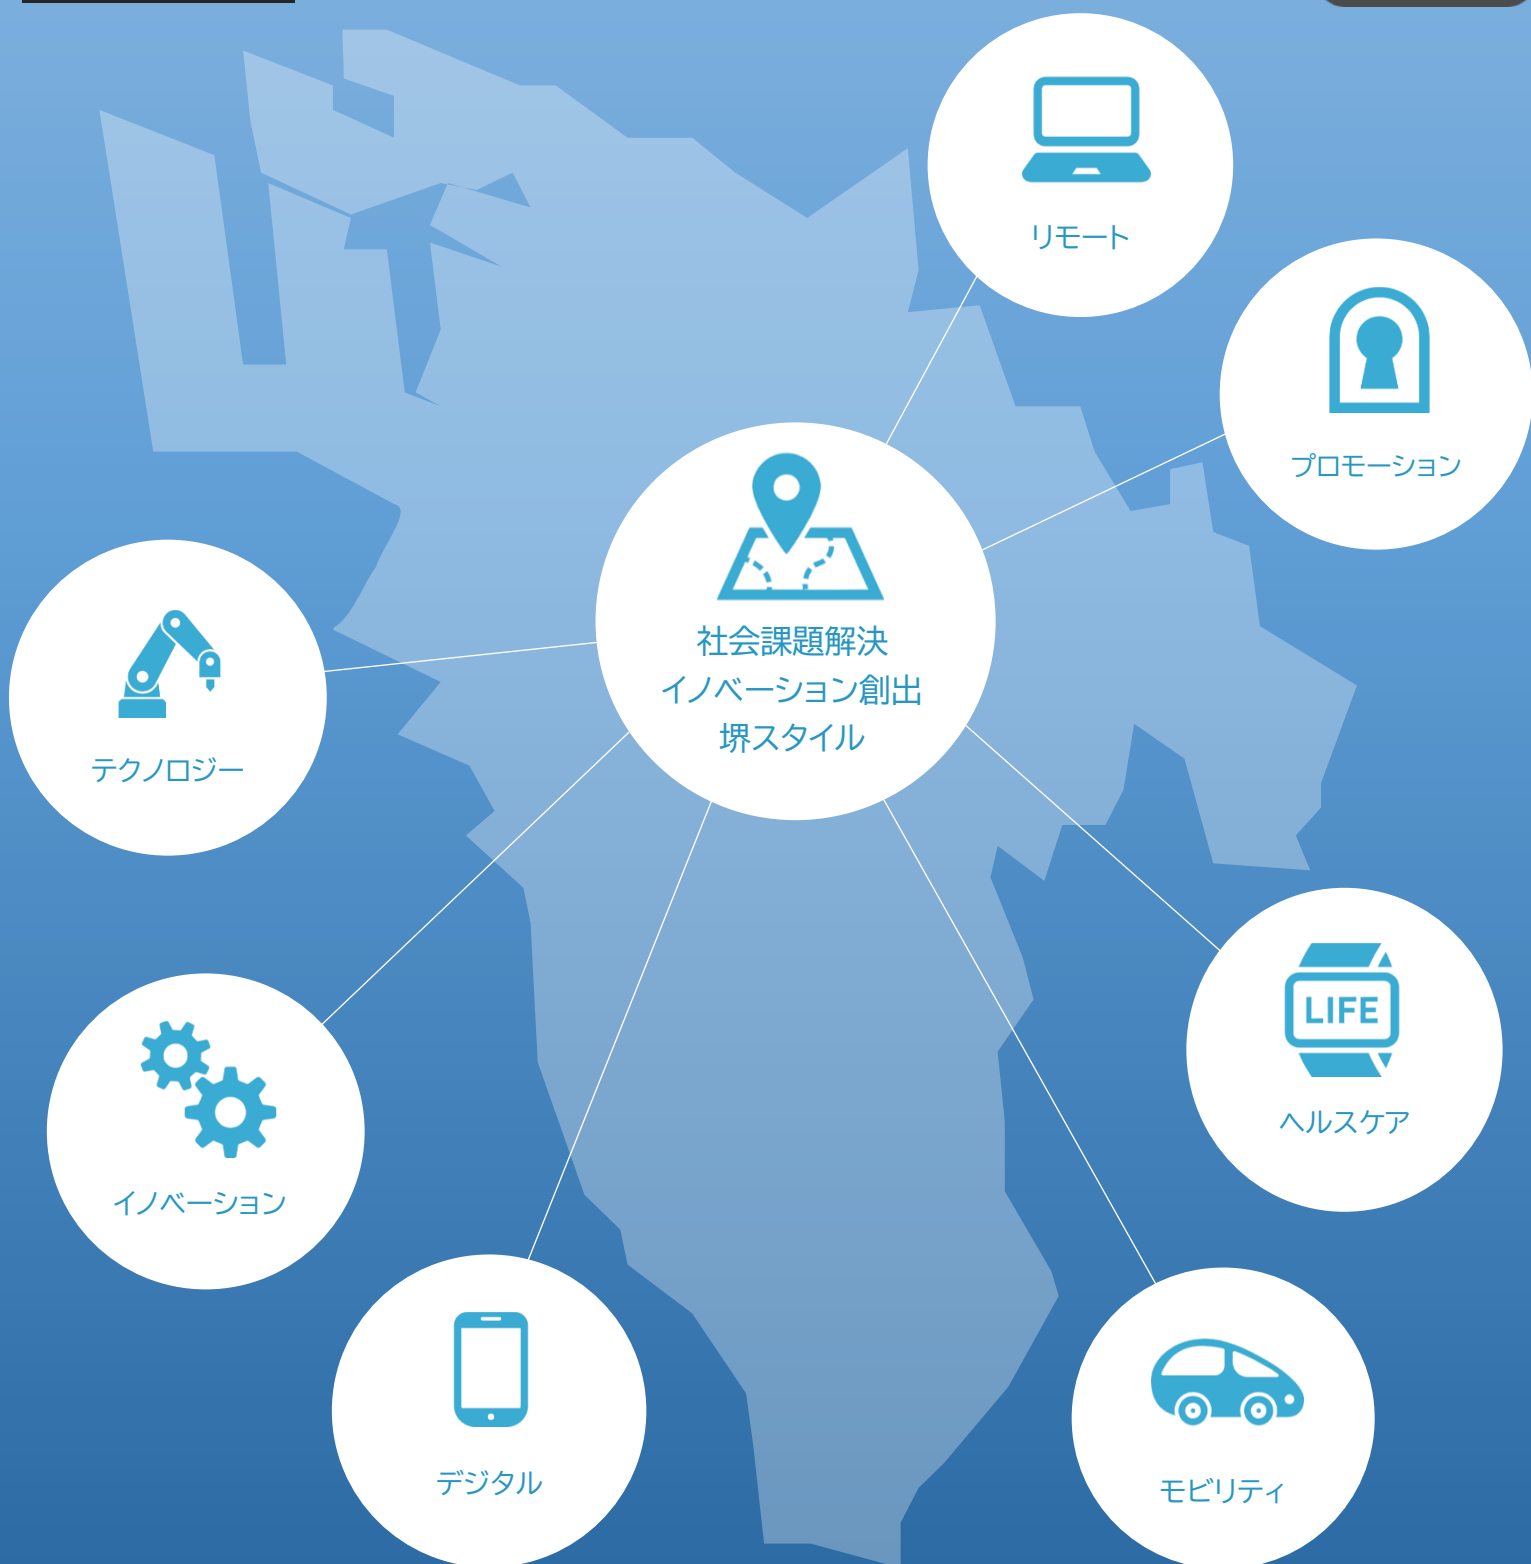 リモート
プロモーション
社会課題解決
イノベーション創出
堺スタイル
テクノロジー
LIFE
ヘルスケア
イノベーション
デジタル
モビリティ